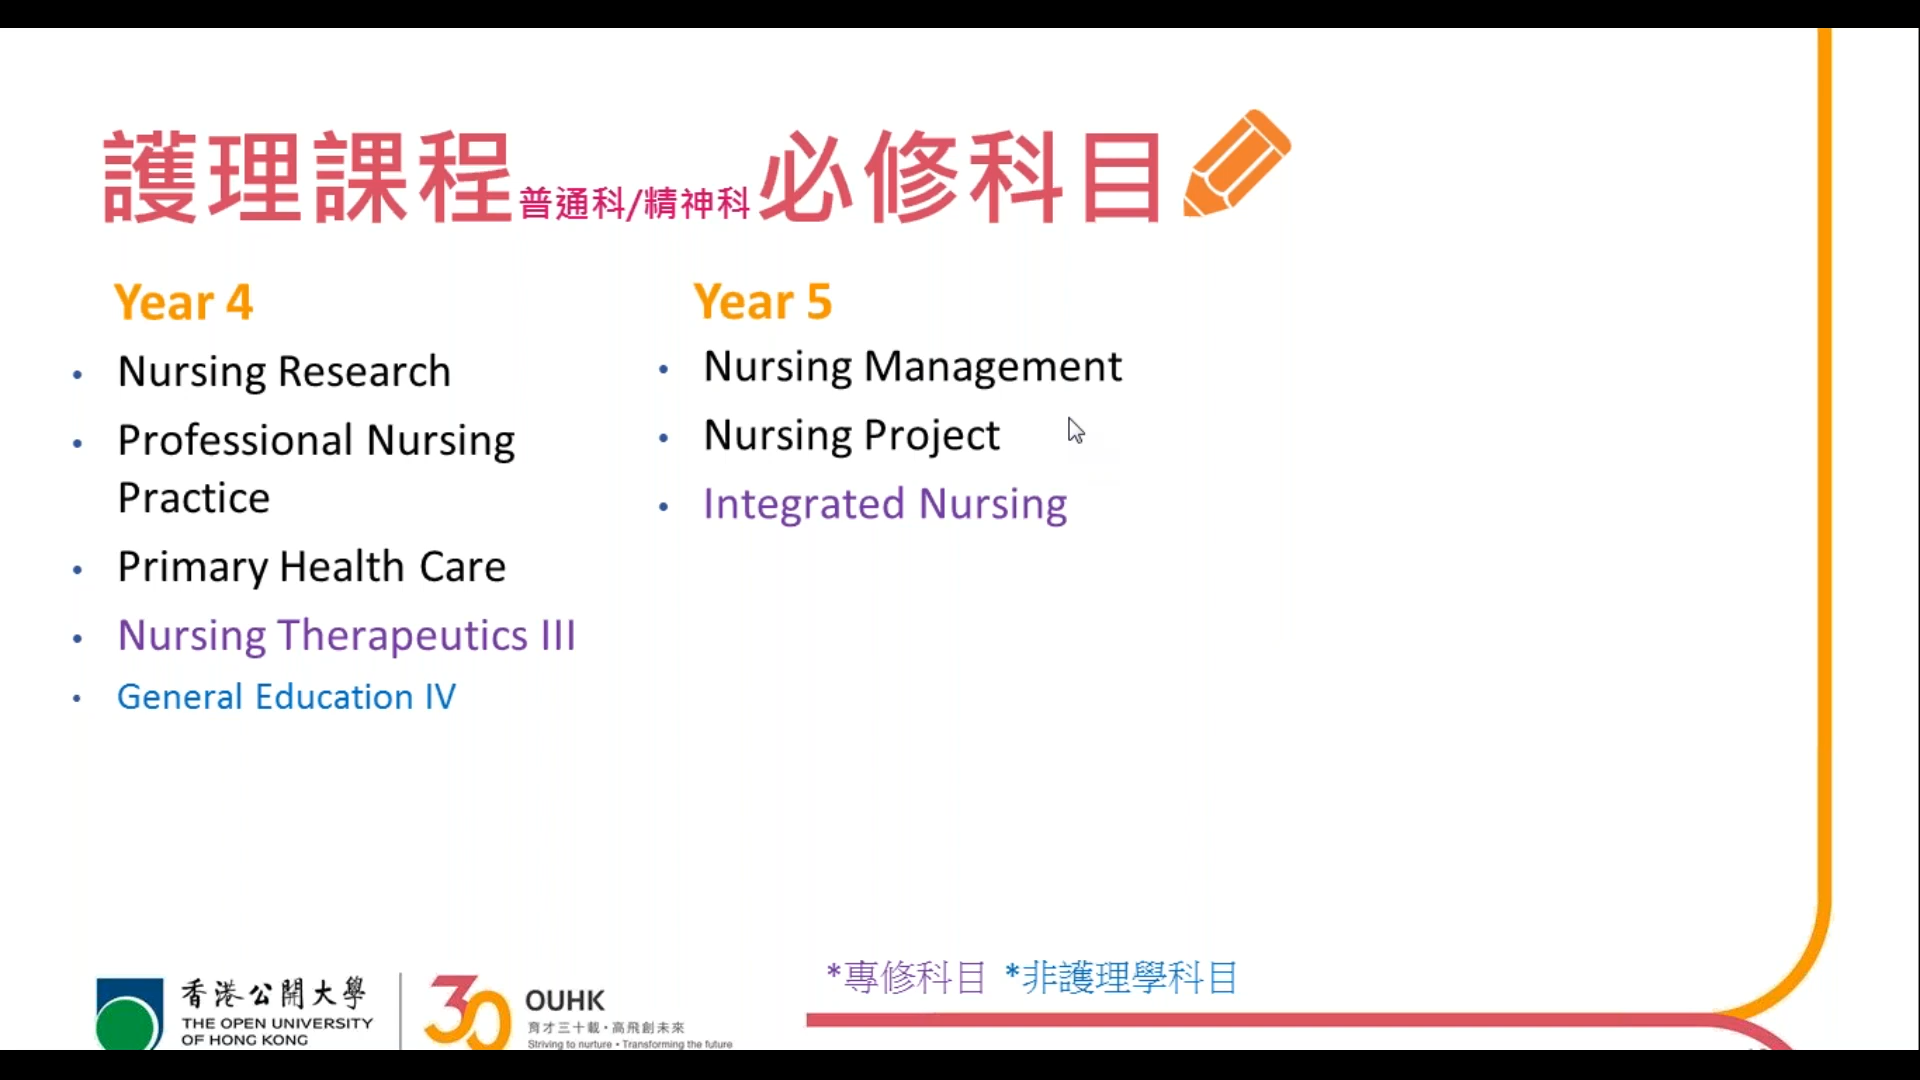 護理課程普通科/精神科必修科目
Year 4
• Nursing Research
• Professional Nursing
Practice
• Primary Health Care
• Nursing Therapeutics III
• General Education IV
Year 5
• Nursing Management
• Nursing Project
• Integrated Nursing
*專修科目 *非護理學科目
香港公開大學
THE OPEN UNIVERSITY
OF HONG KONG
30
OUHK
育才三十載•高飛創未來
Striving to nurture • Transforming the future